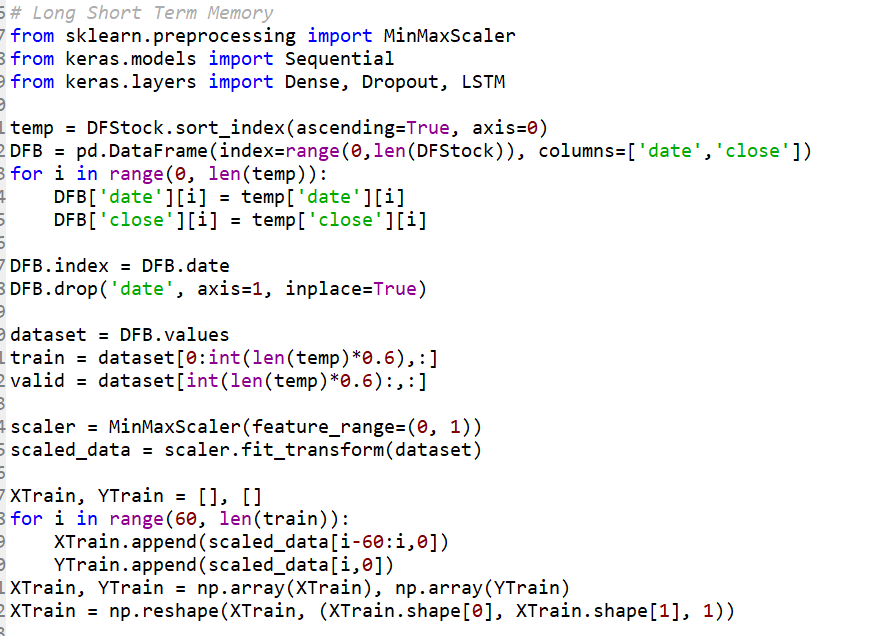 # Long Short Term Memory
from sklearn.preprocessing import MinMaxScaler
from keras.models import Sequential
from keras.layers import Dense, Dropout, LSTM
temp = DFStock.sort_index(ascending=True, axis=0)
DFB = pd.DataFrame(index=range(0,len(DFStock)), columns=['date','close'])
for i in range(0, len(temp)):
    DFB['date'][i] = temp['date'][i]
    DFB['close'][i] = temp['close'][i]
DFB.index = DFB.date
DFB.drop('date', axis=1, inplace=True)
dataset = DFB.values
train = dataset[0:int(len(temp)*0.6),:]
valid = dataset[int(len(temp)*0.6):,:]
scaler = MinMaxScaler(feature_range=(0, 1))
scaled_data = scaler.fit_transform(dataset)
XTrain, YTrain = [], []
for i in range(60, len(train)):
    XTrain.append(scaled_data[i-60:i,0])
    YTrain.append(scaled_data[i,0])
XTrain, YTrain = np.array(XTrain), np.array(YTrain)
XTrain = np.reshape(XTrain, (XTrain.shape[0], XTrain.shape[1], 1))